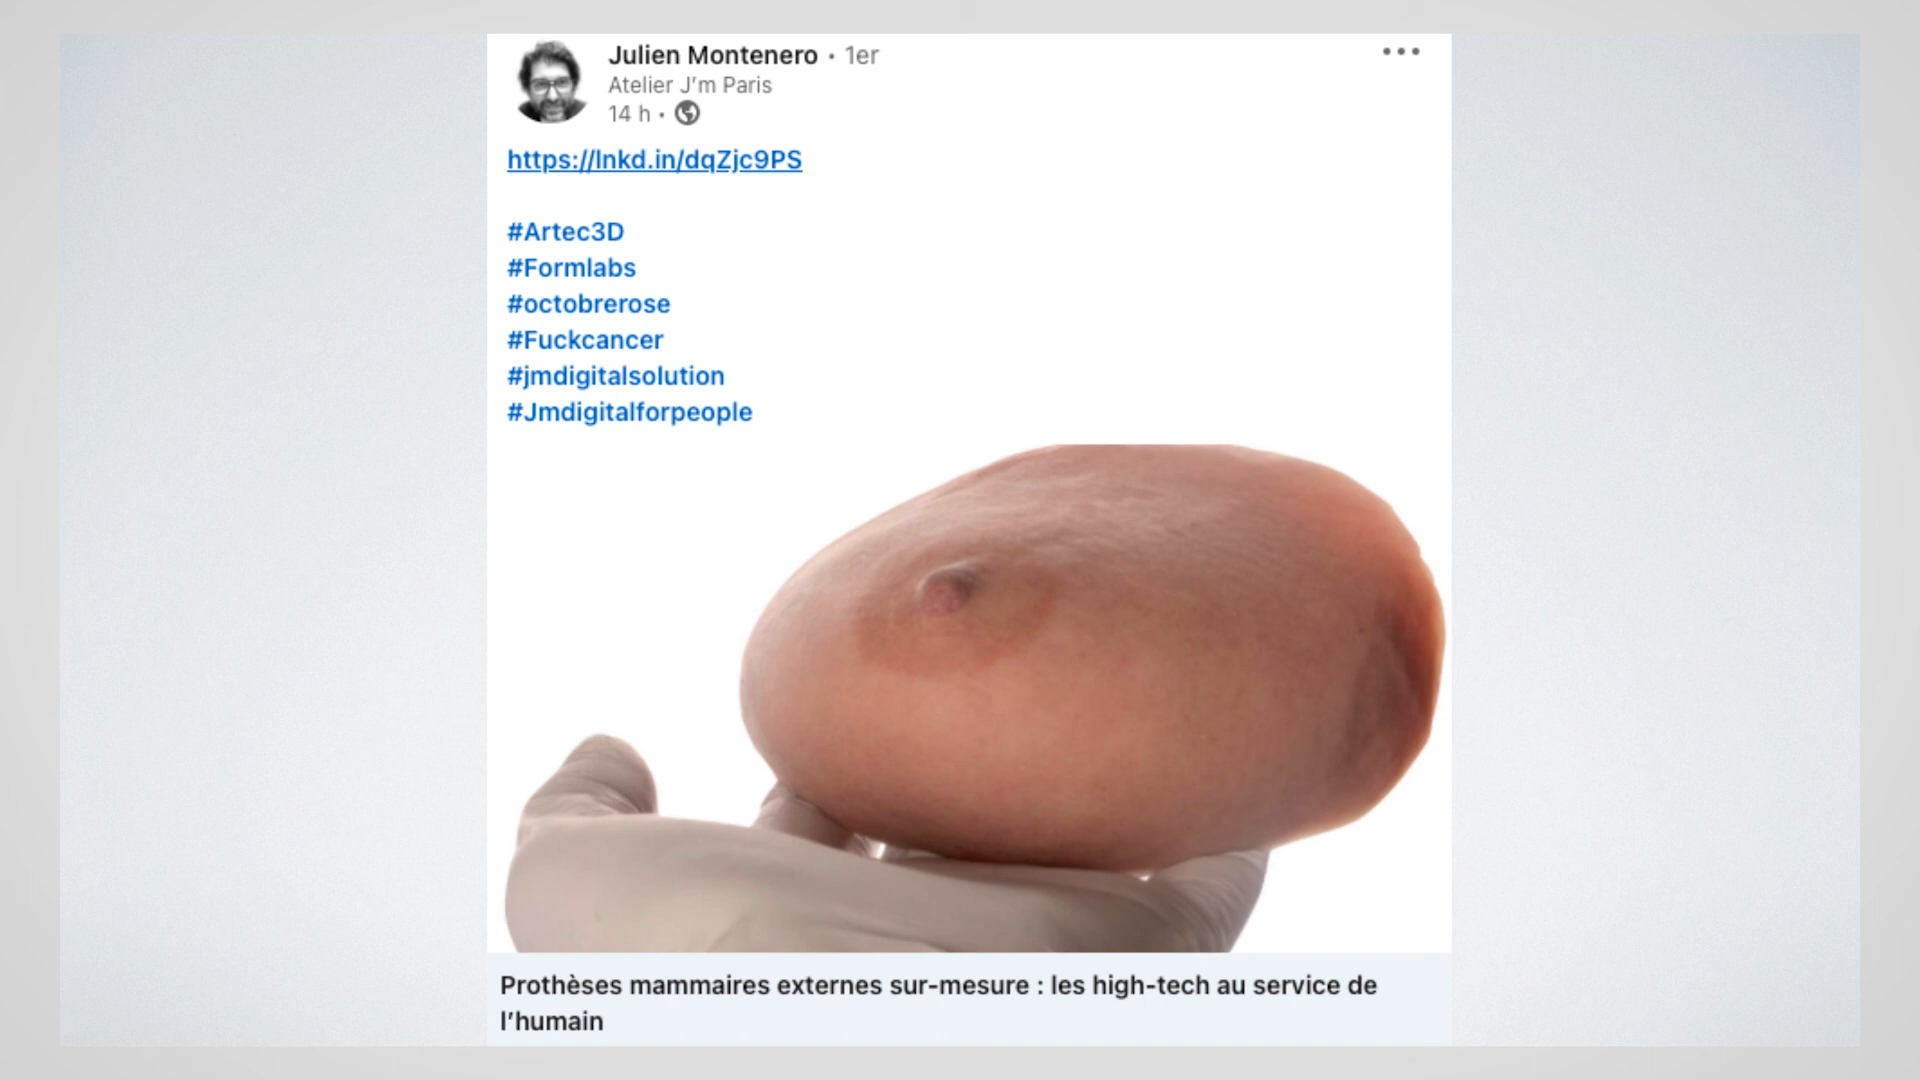 Julien Montenero • 1er
Atelier J'm Paris
14 h •
https://lnkd.in/dqZjc9PS
#Artec3D
#Formlabs
#octobrerose
#Fuckcancer
#jmdigitalsolution
#Jmdigitalforpeople
Prothèses mammaires externes sur-mesure : les high-tech au service de
l’humain